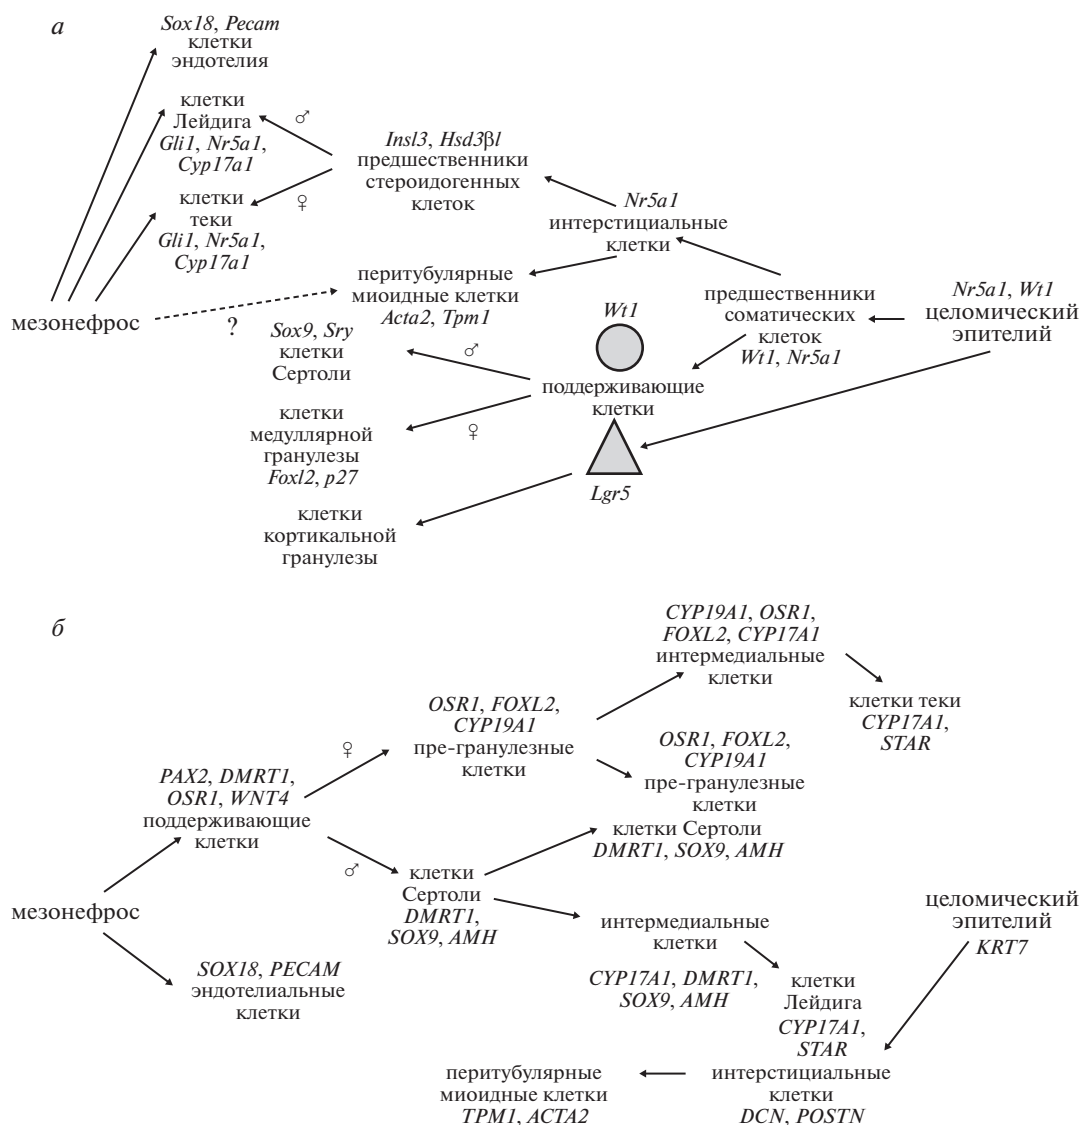 а
Sox18, Pecam
клетки
эндотелия
клетки
Лейдига
Gli1, Nr5a1,
Cyp17a1
♂
клетки
теки
Gli1, Nr5a1,
Cyp17a1
♀
Insl3, Hsd3βl
предшественники
стероидогенных
клеток
Nr5a1
интерстициальные
клетки
мезонефрос
?
перитубулярные
миоидные клетки
Acta2, Tpm1
предшественники
соматических
клеток
Wt1, Nr5a1
Nr5a1, Wt1
целомический
эпителий
Sox9, Sry
клетки
Сертоли
♂
Wt1
поддерживающие
клетки
клетки
медуллярной
гранулезы
Foxl2, p27
♀
Lgr5
клетки
кортикальной
гранулезы
б
CYP19A1, OSR1,
FOXL2, CYP17A1
интермедиальные
клетки
клетки теки
CYP17A1,
STAR
OSR1, FOXL2,
CYP19A1
пре-гранулезные
клетки
♀
OSR1, FOXL2,
CYP19A1
пре-гранулезные
клетки
PAX2, DMRT1,
OSR1, WNT4
поддерживающие
клетки
♂
клетки Сертоли
DMRT1, SOX9, AMH
клетки
Сертоли
DMRT1,
SOX9, AMH
мезонефрос
SOX18, PECAM
эндотелиальные
клетки
интермедиальные
клетки
CYP17A1, DMRT1,
SOX9, AMH
клетки
Лейдига
CYP17A1,
STAR
целомический
эпителий
KRT7
перитубулярные
миоидные клетки
TPM1, ACTA2
интерстициальные
клетки
DCN, POSTN